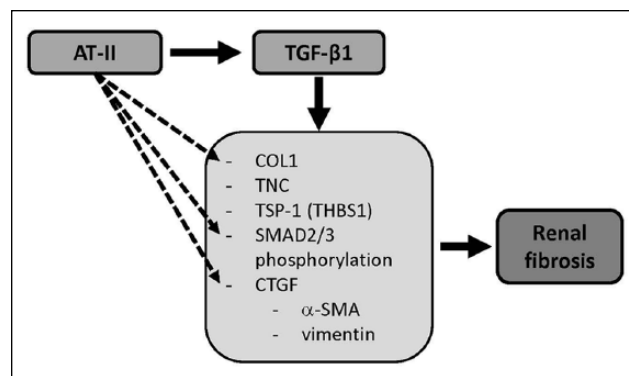 AT-II
TGF-β1
- COL1
- TNC
- TSP-1 (THBS1)
- SMAD2/3
phosphorylation
- CTGF
- α-SMA
- vimentin
Renal
fibrosis